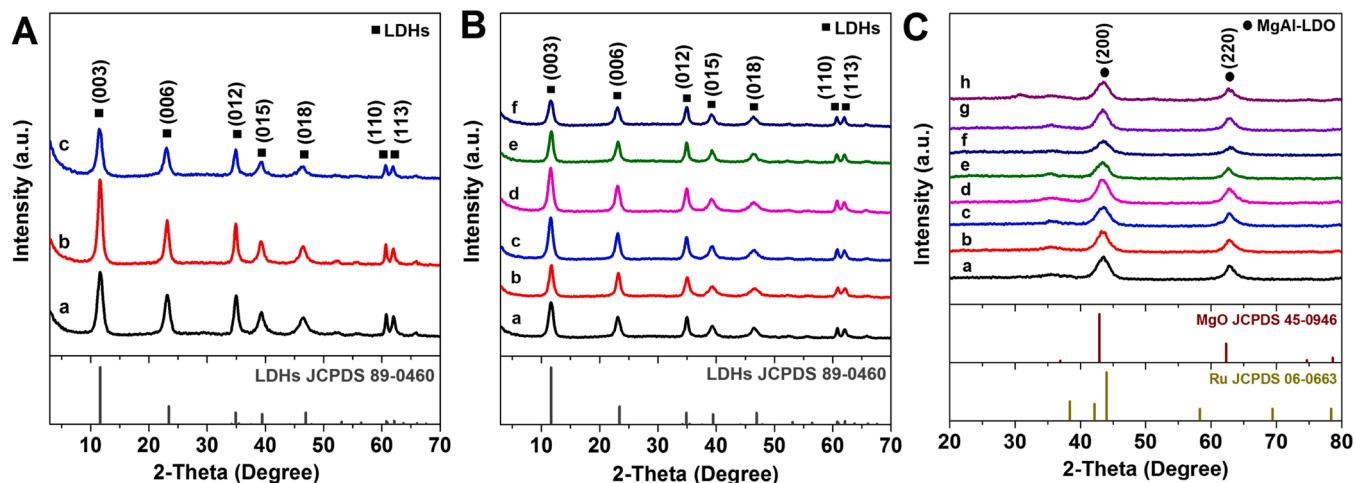 A
■ LDHs
(003)
(006)
(012)
(015)
(018)
(110)
(113)
c
b
a
Intensity (a.u.)
LDHs JCPDS 89-0460
10 20 30 40 50 60 70
2-Theta (Degree)
B
■ LDHs
(003)
(006)
(012)
(015)
(018)
(110)
(113)
f
e
d
c
b
a
Intensity (a.u.)
LDHs JCPDS 89-0460
10 20 30 40 50 60 70
2-Theta (Degree)
C
● MgAl-LDO
(200)
(220)
h
g
f
e
d
c
b
a
Intensity (a.u.)
MgO JCPDS 45-0946
Ru JCPDS 06-0663
20 30 40 50 60 70 80
2-Theta (Degree)